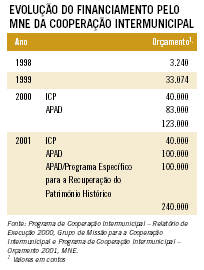 EVOLUÇÃO DO FINANCIAMENTO PELO
MNE DA COOPERAÇÃO INTERMUNICIPAL
Ano Orçamento¹·
1998 3.240
1999 33.074
2000 ICP 40.000
APAD 83.000
123.000
2001 ICP 40.000
APAD 100.000
APAD/Programa Específico 100.000
para a Recuperação do
Património Histórico
240.000
Fonte: Programa de Cooperação Intermunicipal – Relatório de
Execução 2000, Grupo de Missão para a Cooperação
Intermunicipal e Programa de Cooperação Intermunicipal –
Orçamento 2001, MNE.
¹ Valores em contos